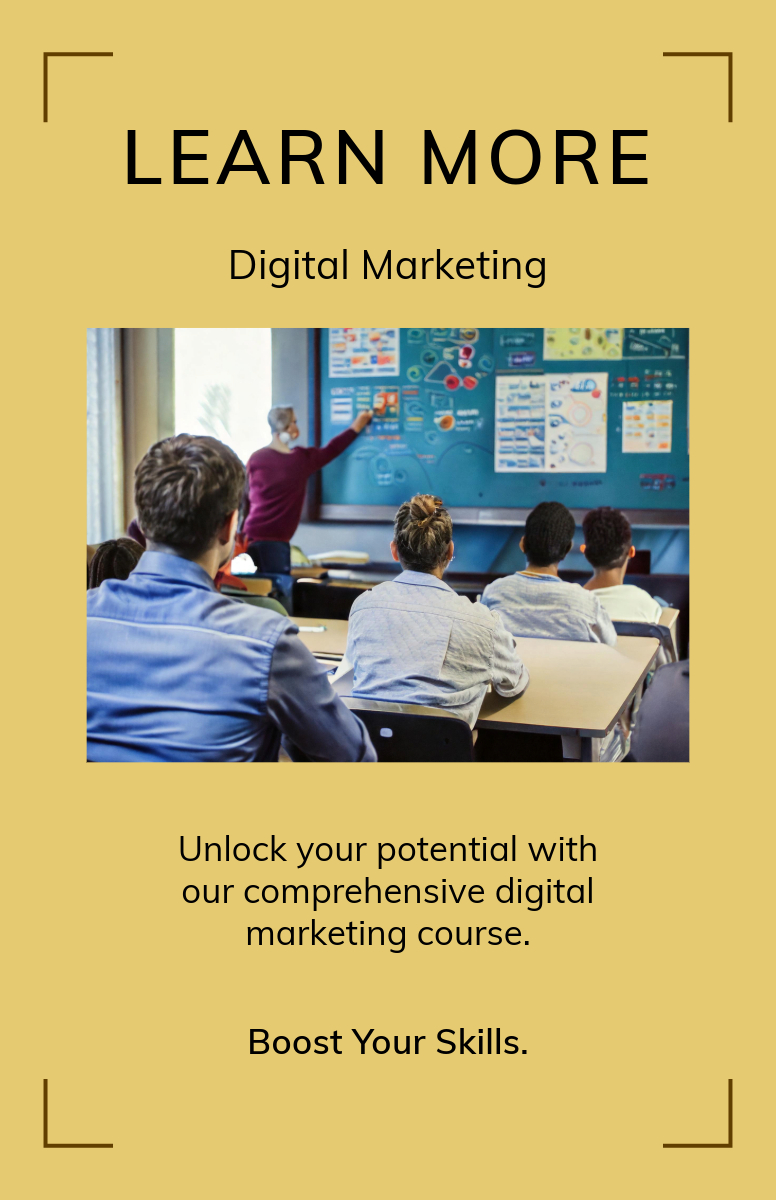 LEARN MORE
Digital Marketing
Unlock your potential with
our comprehensive digital
marketing course.
Boost Your Skills.